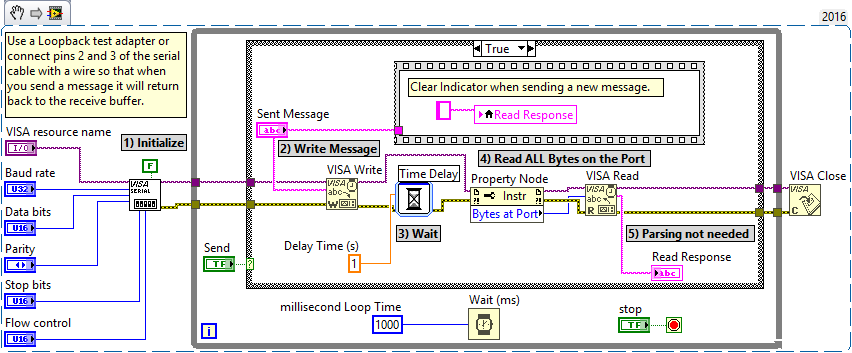 2016
Use a Loopback test adapter or
connect pins 2 and 3 of the serial
cable with a wire so that when
you send a message it will return
back to the receive buffer.
True
Clear Indicator when sending a new message.
Read Response
Sent Message
abc
VISA resource name
I/O
1) Initialize
2) Write Message
4) Read ALL Bytes on the Port
F
Baud rate
U32
VISA
SERIAL
VISA Write
VISA
abc
W
Time Delay
Property Node
Instr
Bytes at Port
VISA Read
VISA
abc
R
VISA Close
VISA
C
Data bits
U16
Parity
Stop bits
U16
Flow control
U16
3) Wait
5) Parsing not needed
Send
TF
?
Delay Time (s)
1
Read Response
abc
i
millisecond Loop Time
1000
Wait (ms)
stop
TF